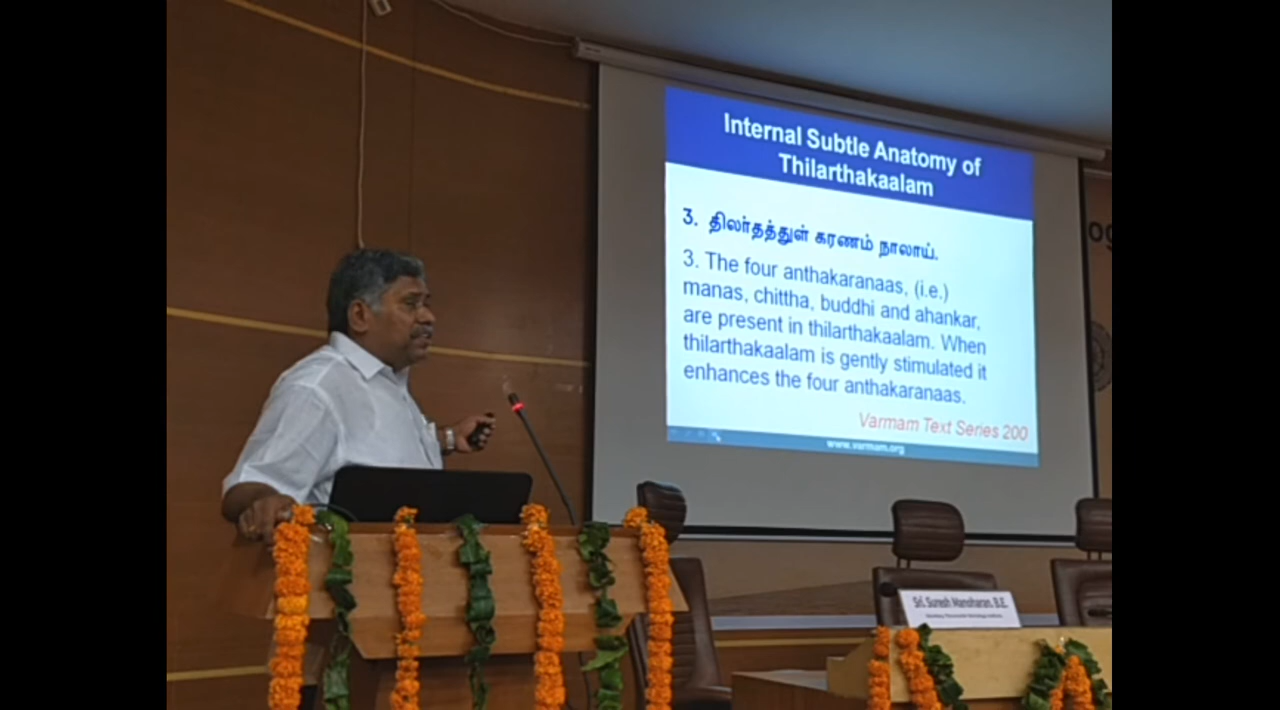 Internal Subtle Anatomy of
Thilarthakaalam
3. திலர்தத்துள் கரணம் நாலாய்.
3. The four anthakaranaas, (i.e.)
manas, chittha, buddhi and ahankar,
are present in thilarthakaalam. When
thilarthakaalam is gently stimulated it
enhances the four anthakaranaas.
Varmam Text Series 200
www.varmam.org
Sri. Suresh Manoharan, B.E.